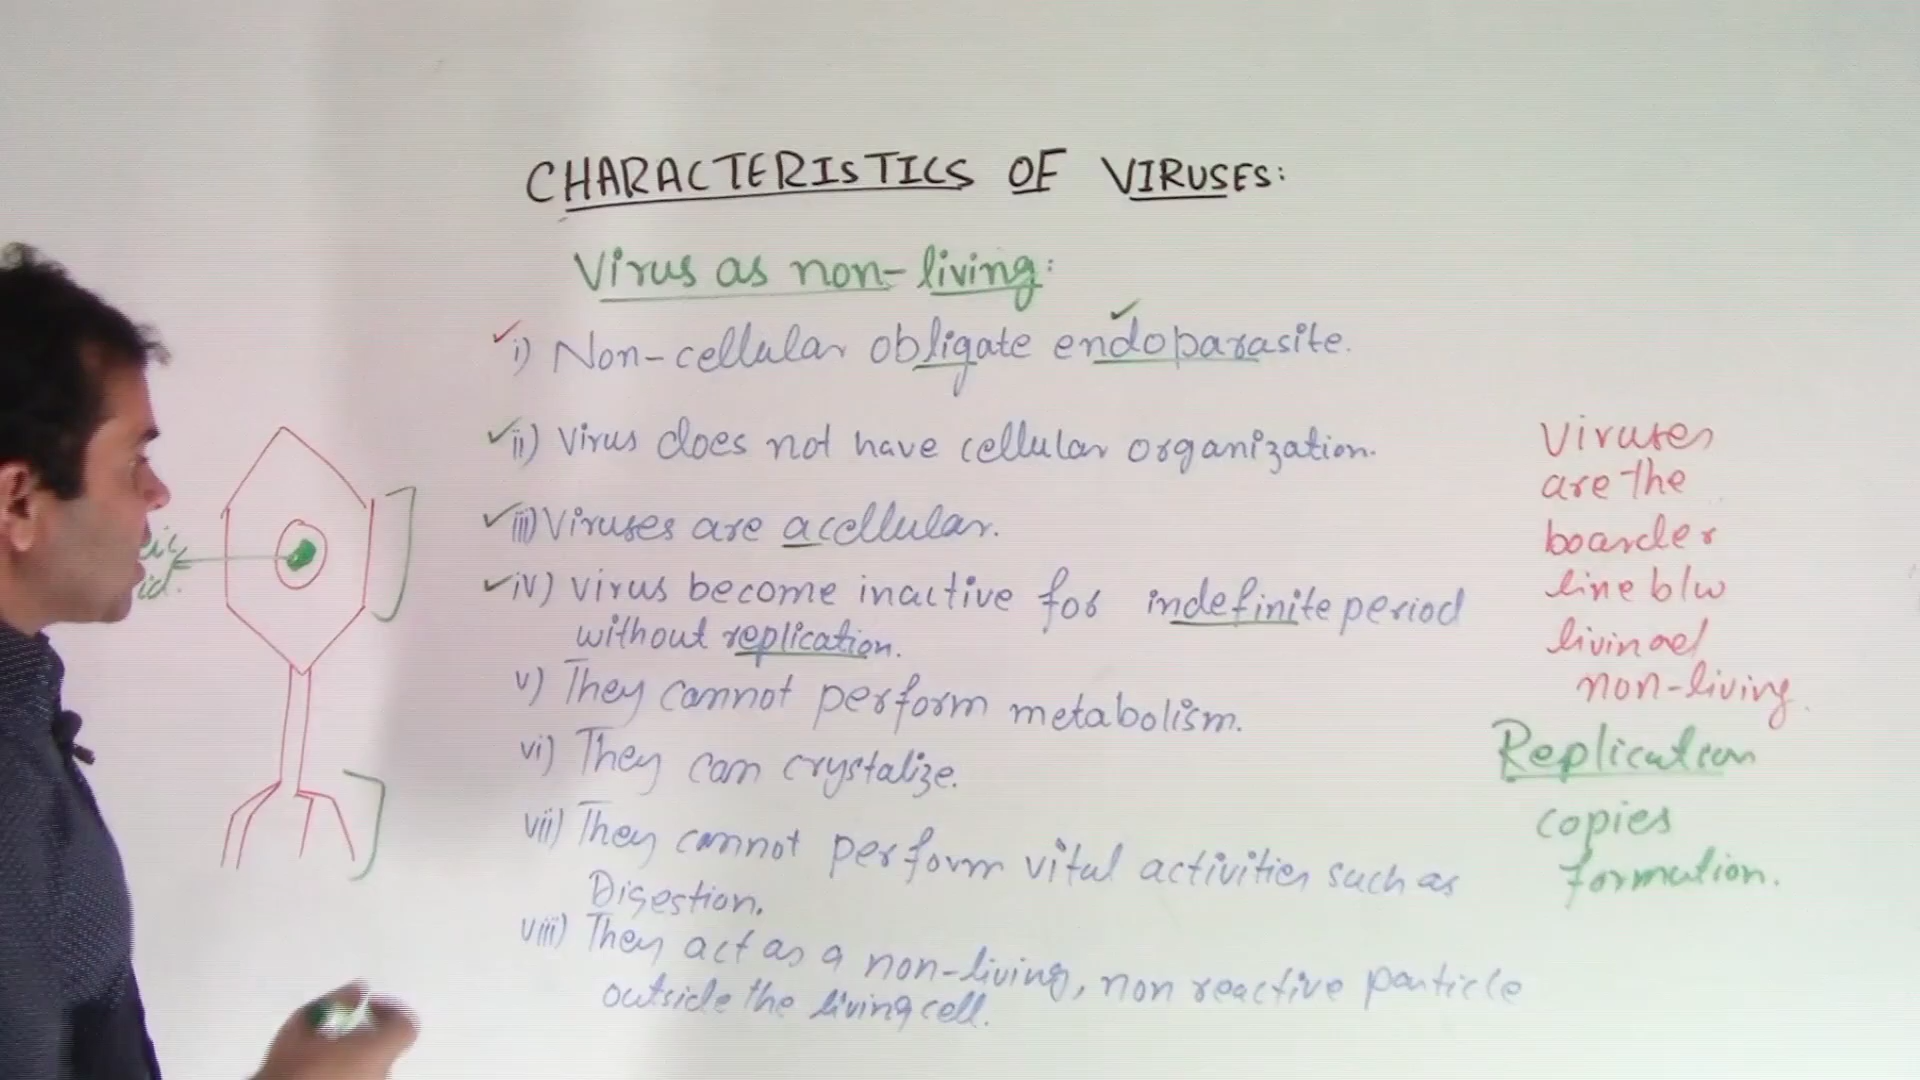 CHARACTERISTICS OF VIRUSES:
Virus as non-living:
i) Non-cellular obligate endoparasite.
ii) Virus does not have cellular organization.
iii) Viruses are acellular.
iv) Virus become inactive for indefinite period
without replication.
v) They cannot perform metabolism.
vi) They can crystalize.
vii) They cannot perform vital activities such as
Digestion.
viii) They act as a non-living, non reactive particle
outside the living cell.
Viruses
are the
boarder
line b/w
non-living.
Replication
copies
formation.